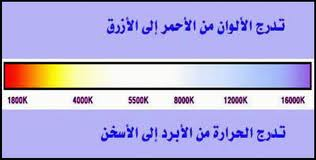 تدرج الألوان من الأحمر إلى الأزرق
1800K 4000K 5500K 8000K 12000K 16000K
تدرج الحرارة من الأبرد إلى الأسخن